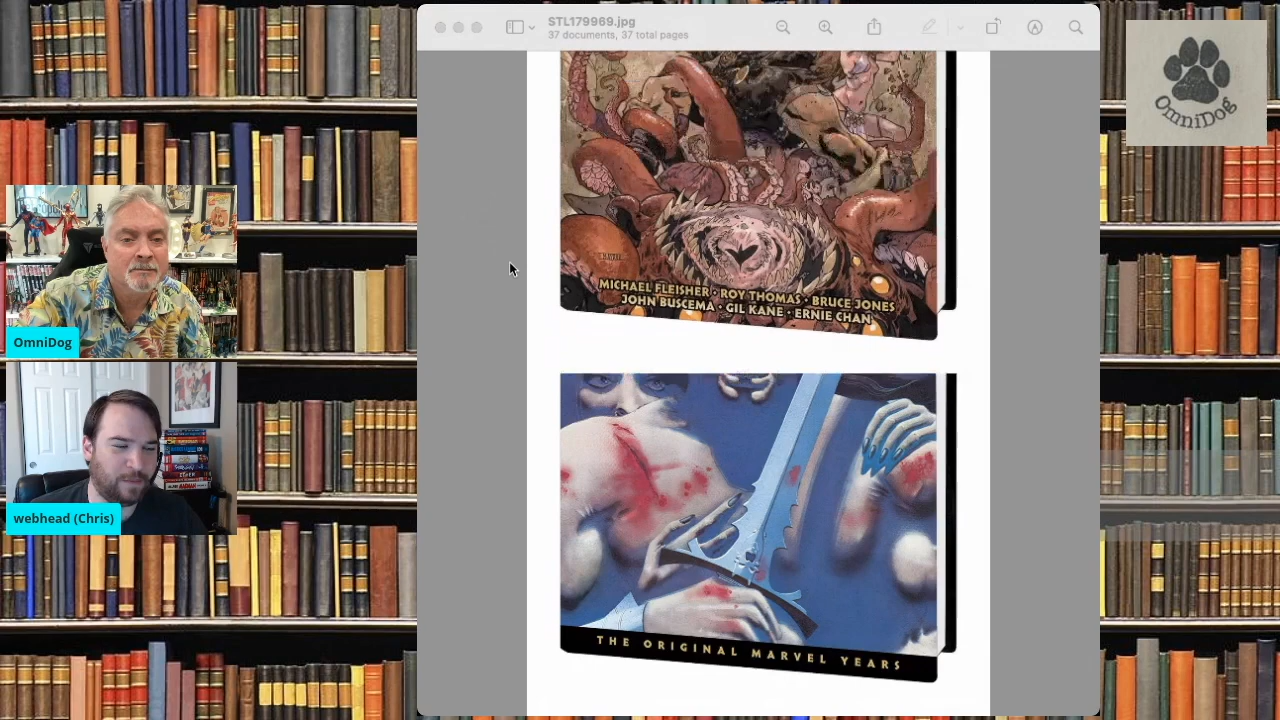 STL179969.jpg
37 documents, 37 total pages
OmniDog
OmniDog
webhead (Chris)
MICHAEL FLEISHER · ROY THOMAS · BRUCE JONES
JOHN BUSCEMA · GIL KANE · ERNIE CHAN
THE ORIGINAL MARVEL YEARS